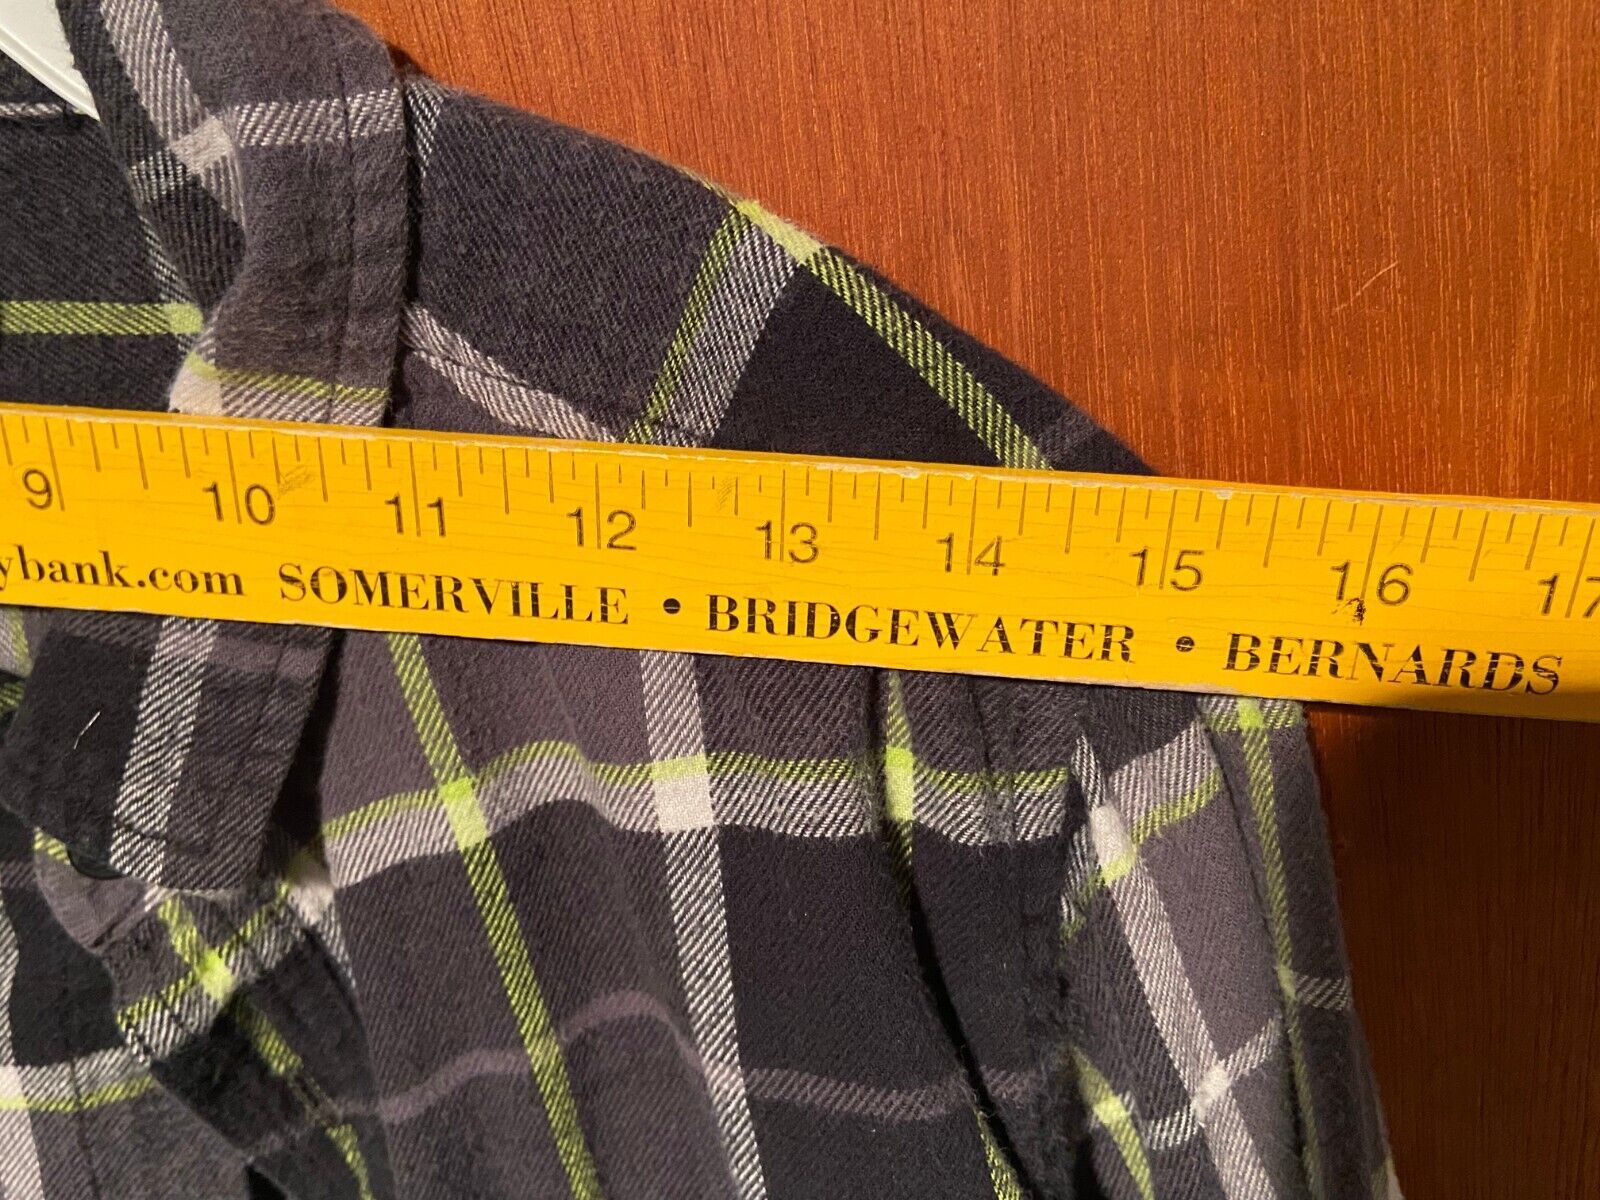 9 10 11 12 13 14 15 16 17
ybank.com SOMERVILLE • BRIDGEWATER • BERNARDS